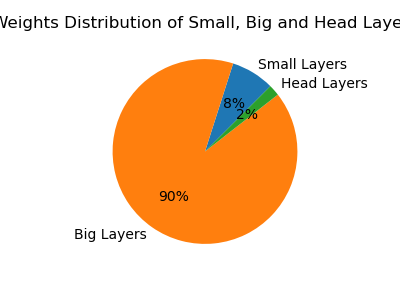 Weights Distribution of Small, Big and Head Laye
Small Layers
Head Layers
8%
2%
90%
Big Layers